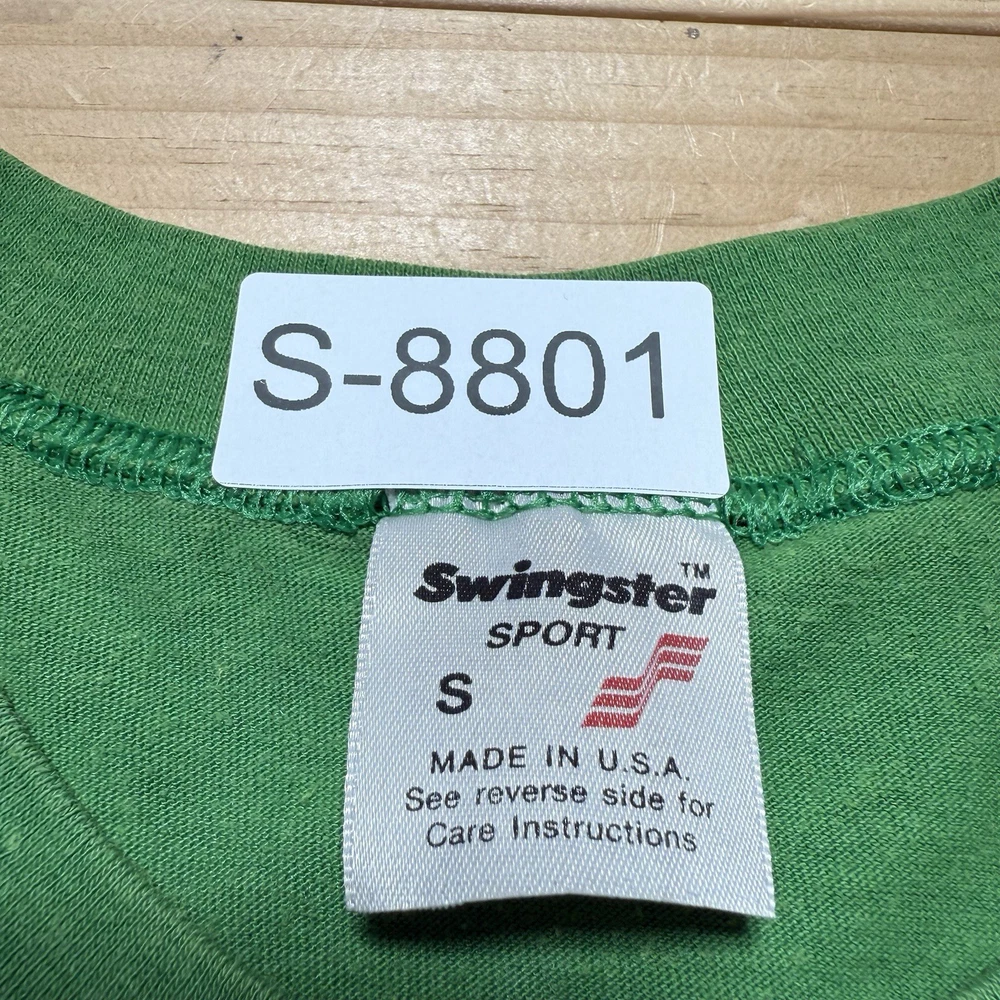 S-8801
Swingster™
SPORT
S
MADE IN U.S.A.
See reverse side for
Care Instructions